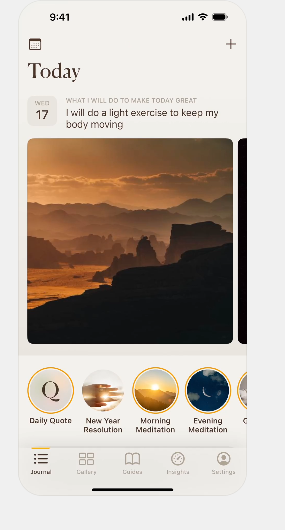 9:41
Today
WED
17
WHAT I WILL DO TO MAKE TODAY GREAT
I will do a light exercise to keep my
body moving
Q
Daily Quote
New Year
Resolution
Morning
Meditation
Evening
Meditation
Journal
Gallery
Guides
Insights
Settings